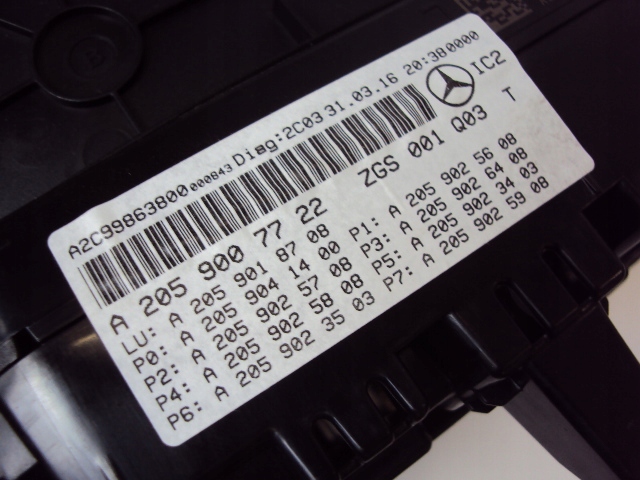 A2C99863800 000843 Diag:2C03 31.03.16 20:380000
IC2
A 205 900 77 22 ZGS 001 Q03 T
LU: A 205 901 87 08
P0: A 205 904 14 00 P1: A 205 902 56 08
P2: A 205 902 57 08 P3: A 205 902 64 08
P4: A 205 902 58 08 P5: A 205 902 34 03
P6: A 205 902 35 03 P7: A 205 902 59 08